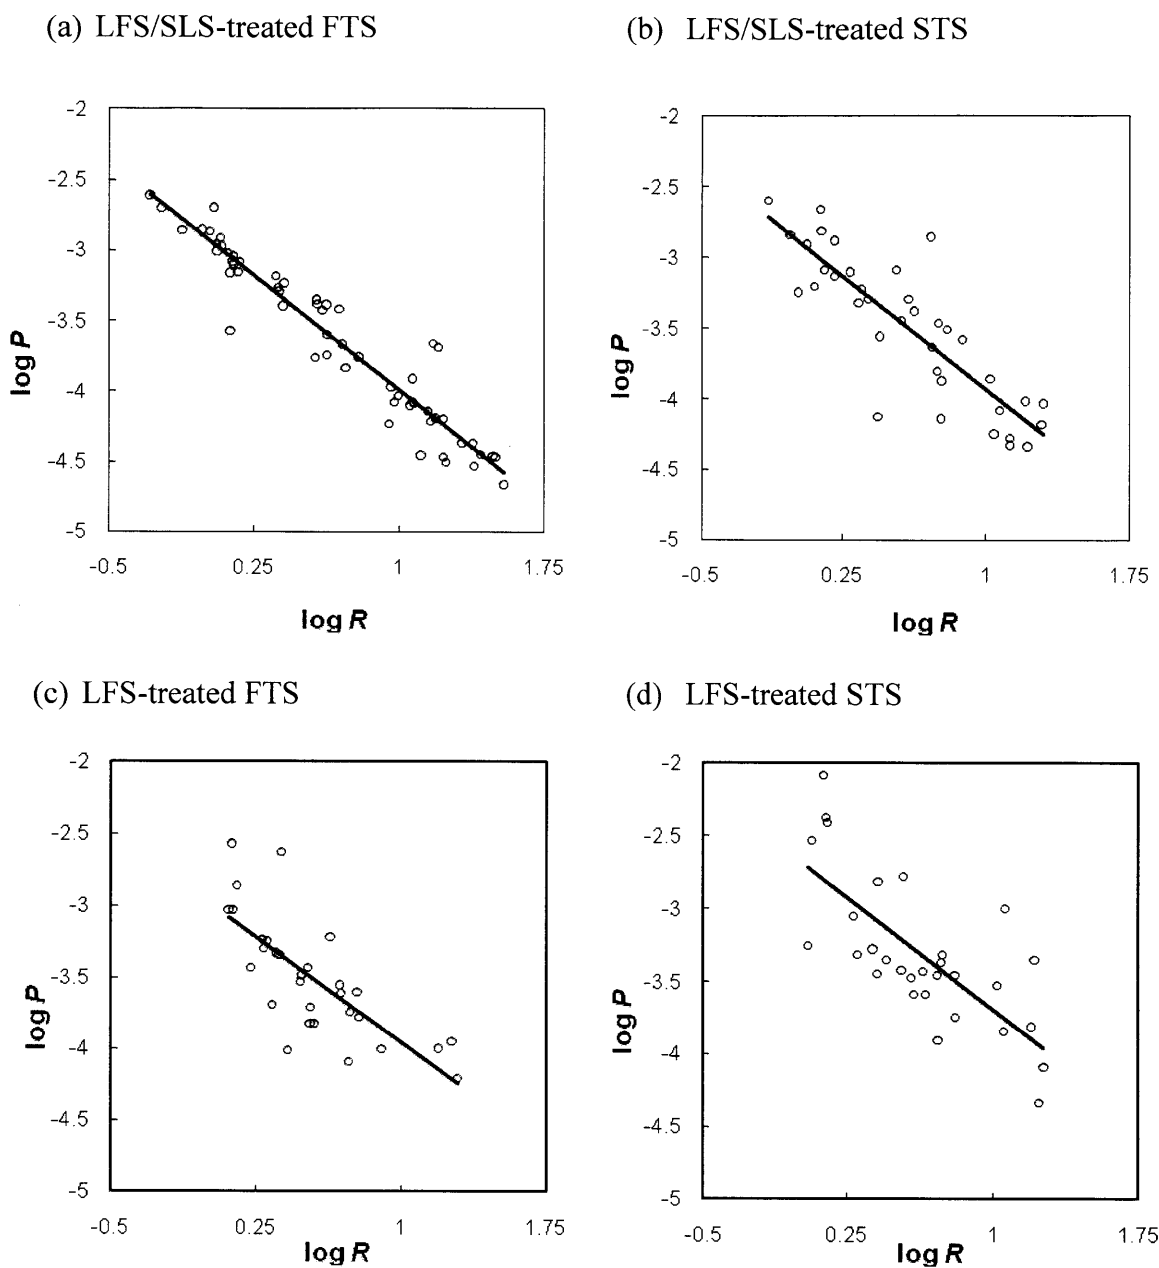 (a) LFS/SLS-treated FTS
(b) LFS/SLS-treated STS
-2
-2.5
-3
-3.5
-4
-4.5
-5
log P
-0.5 0.25 1 1.75
log R
-2
-2.5
-3
-3.5
-4
-4.5
-5
log P
-0.5 0.25 1 1.75
log R
(c) LFS-treated FTS
(d) LFS-treated STS
-2
-2.5
-3
-3.5
-4
-4.5
-5
log P
-0.5 0.25 1 1.75
log R
-2
-2.5
-3
-3.5
-4
-4.5
-5
log P
-0.5 0.25 1 1.75
log R